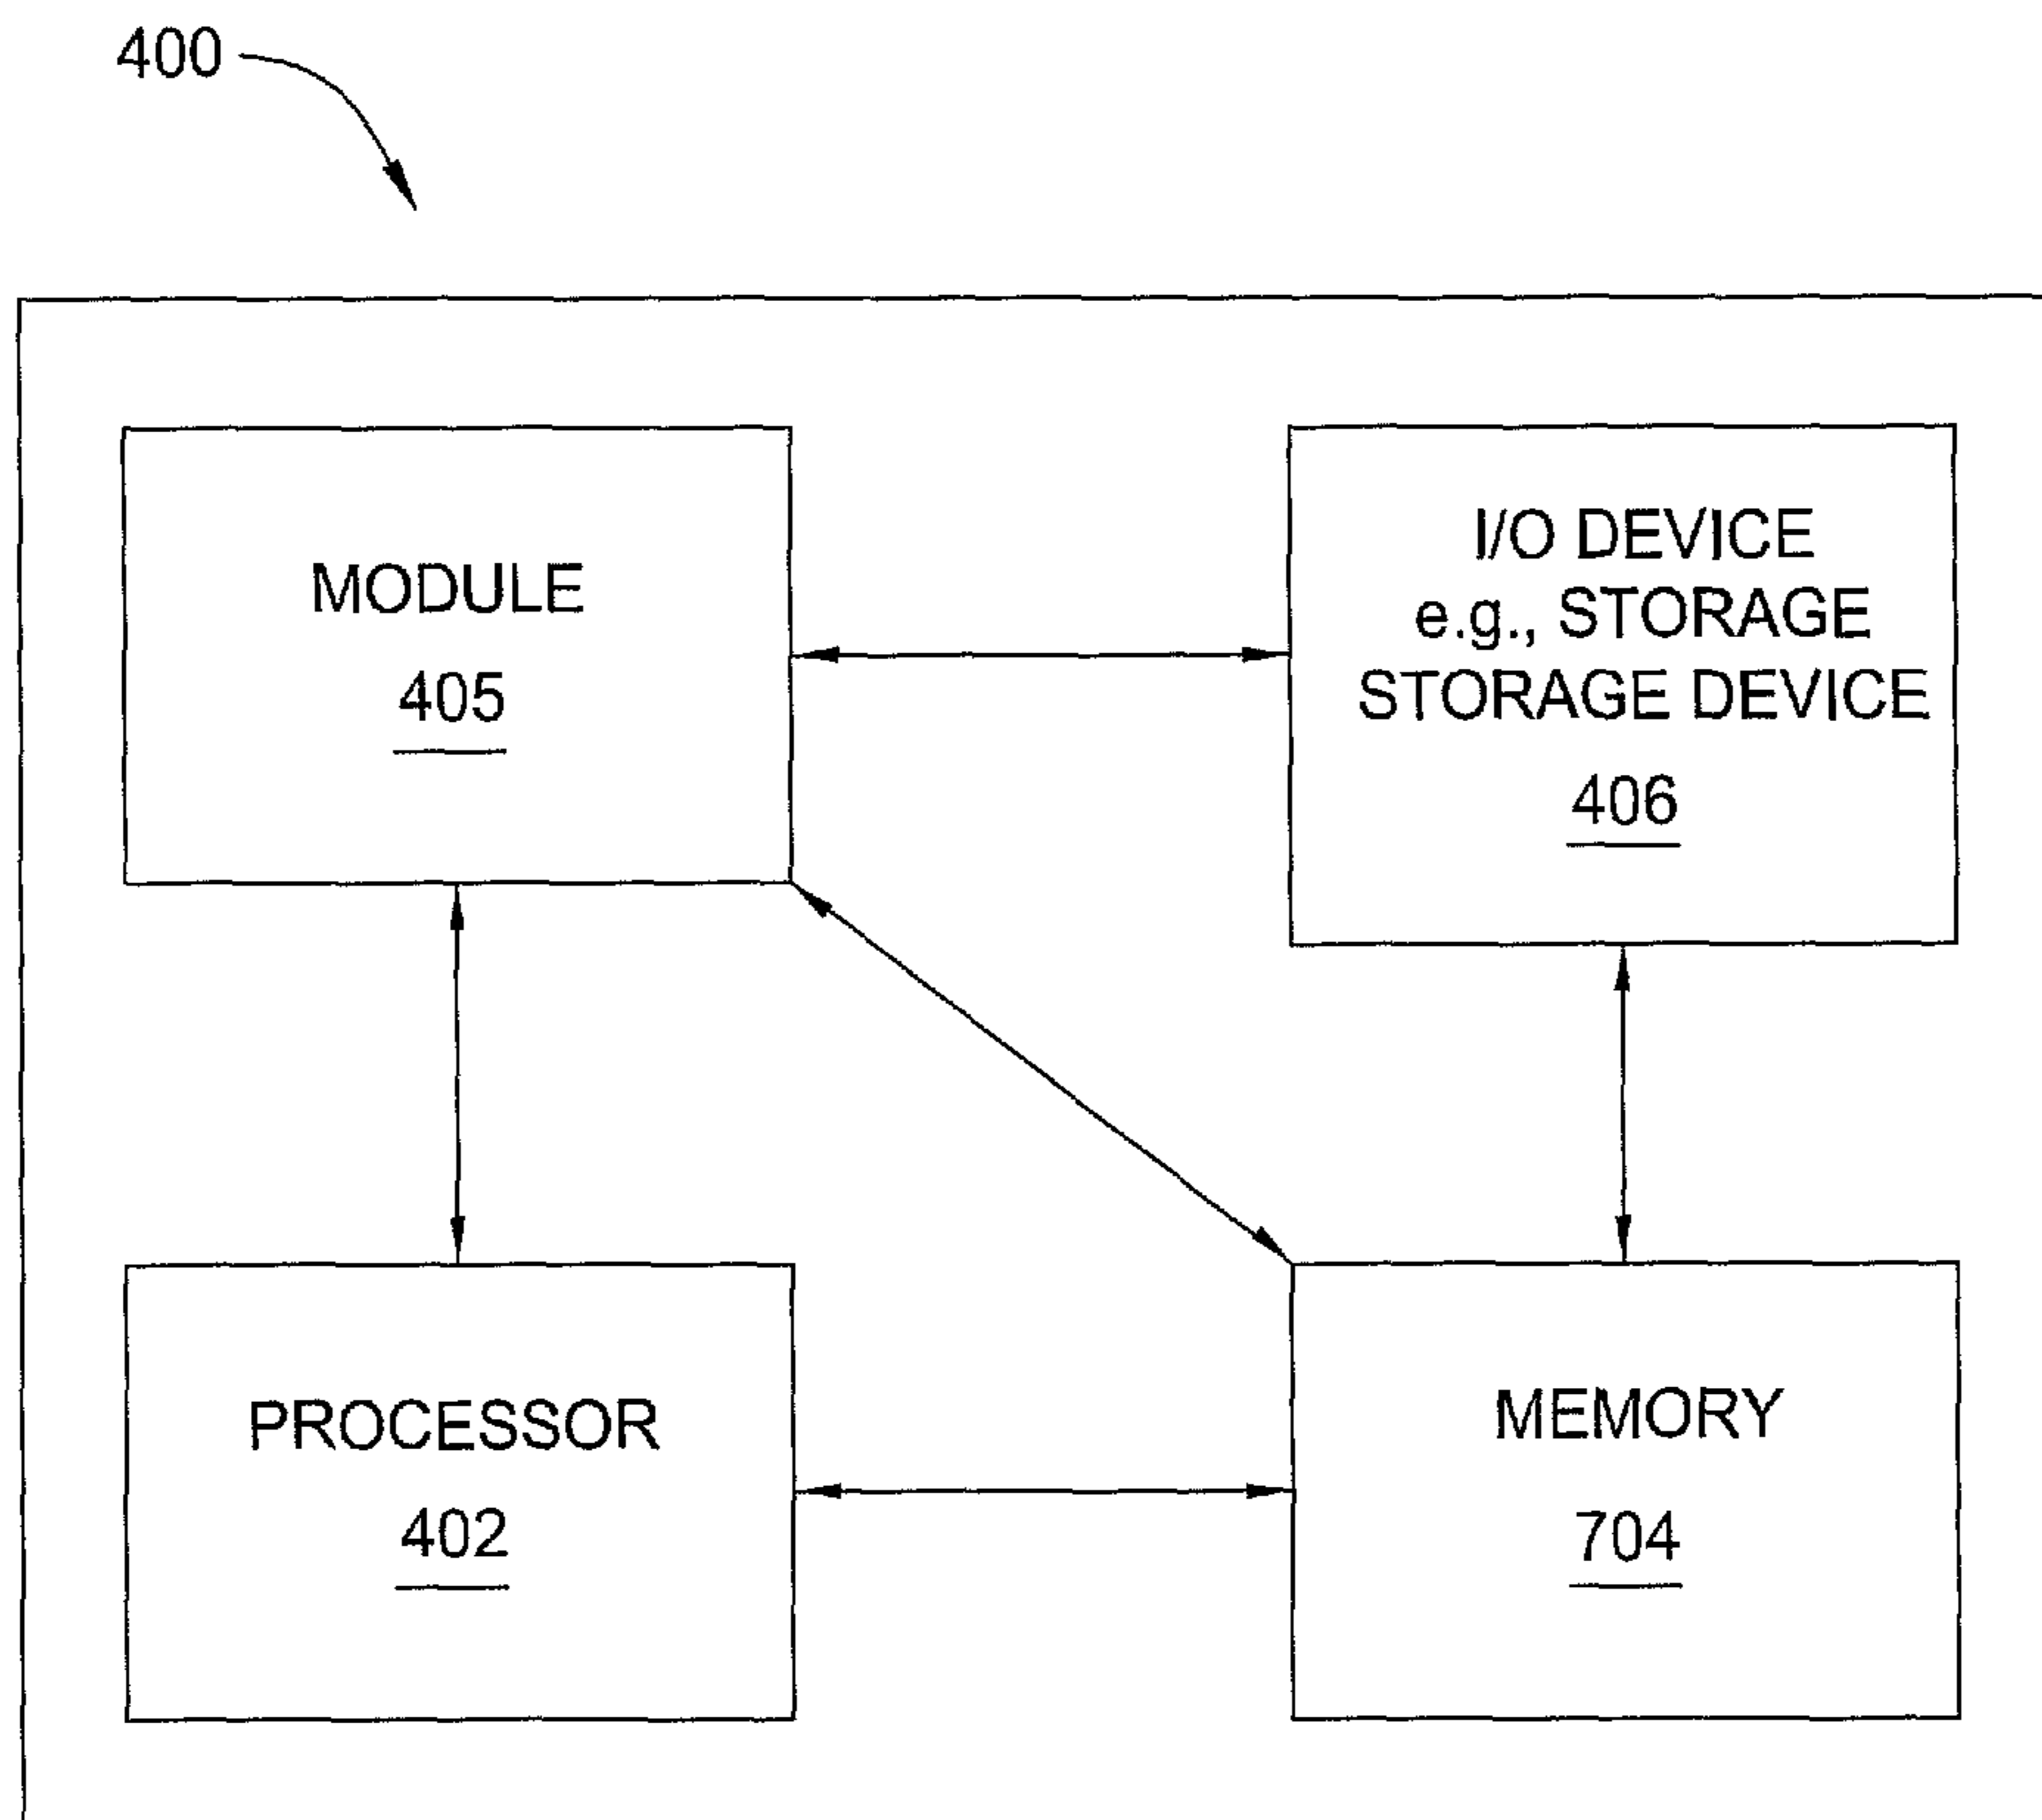 400
MODULE
405
I/O DEVICE
e.g., STORAGE
STORAGE DEVICE
406
PROCESSOR
402
MEMORY
704